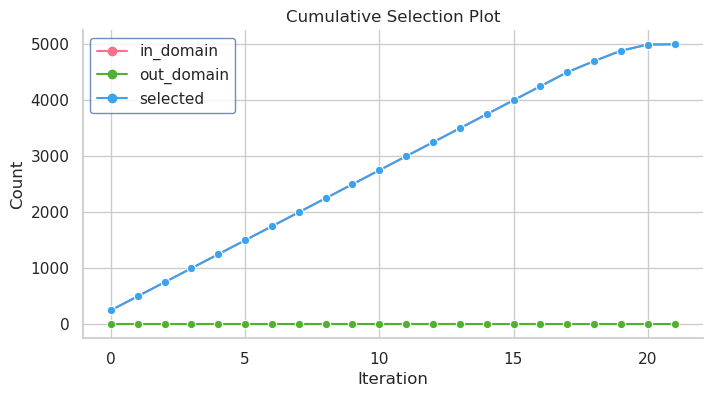 Cumulative Selection Plot
in_domain
out_domain
selected
5000
4000
3000
2000
1000
0
Count
0 5 10 15 20
Iteration